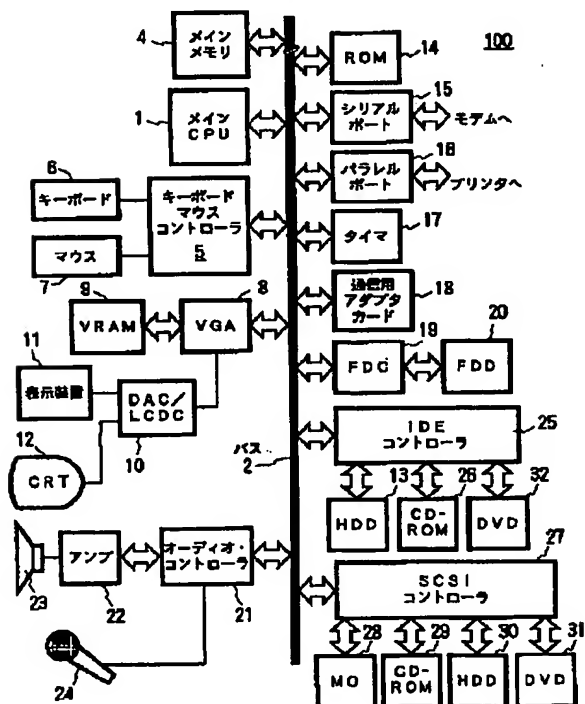 100
4
メイン
メモリ
1
メイン
CPU
6
キーボード
マウス
7
キーボード
マウス
コントローラ
5
9
VRAM
8
VGA
11
表示装置
DAC/
LCDC
10
12
CRT
バス
2
23
アンプ
22
オーディオ・
コントローラ
21
24
ROM
14
15
シリアル
ポート
モデムへ
16
パラレル
ポート
プリンタへ
タイマ
17
通信用
アダプタ
カード
18
19
FDC
20
FDD
IDE
コントローラ
25
13
HDD
26
CD-
ROM
32
DVD
27
SCSI
コントローラ
28
MO
29
CD-
ROM
30
HDD
31
DVD